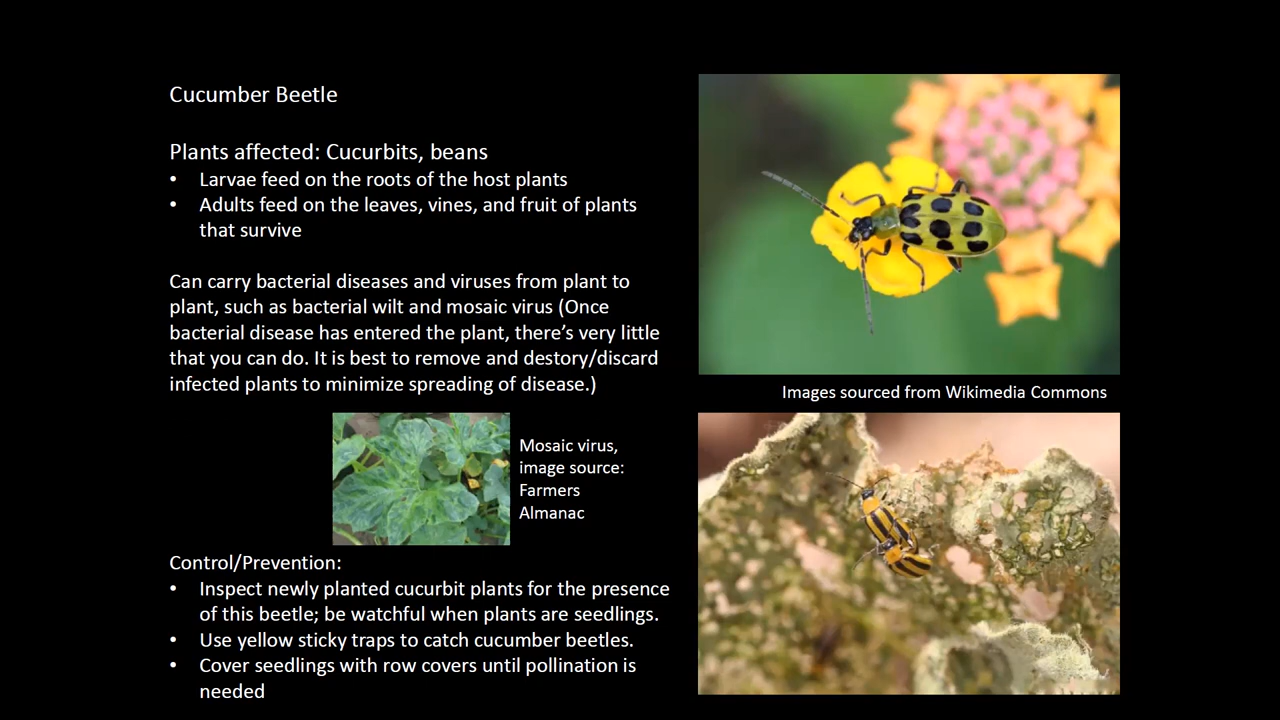 Cucumber Beetle
Plants affected: Cucurbits, beans
• Larvae feed on the roots of the host plants
• Adults feed on the leaves, vines, and fruit of plants
that survive
Can carry bacterial diseases and viruses from plant to
plant, such as bacterial wilt and mosaic virus (Once
bacterial disease has entered the plant, there’s very little
that you can do. It is best to remove and destory/discard
infected plants to minimize spreading of disease.)
Images sourced from Wikimedia Commons
Mosaic virus,
image source:
Farmers
Almanac
Control/Prevention:
• Inspect newly planted cucurbit plants for the presence
of this beetle; be watchful when plants are seedlings.
• Use yellow sticky traps to catch cucumber beetles.
• Cover seedlings with row covers until pollination is
needed